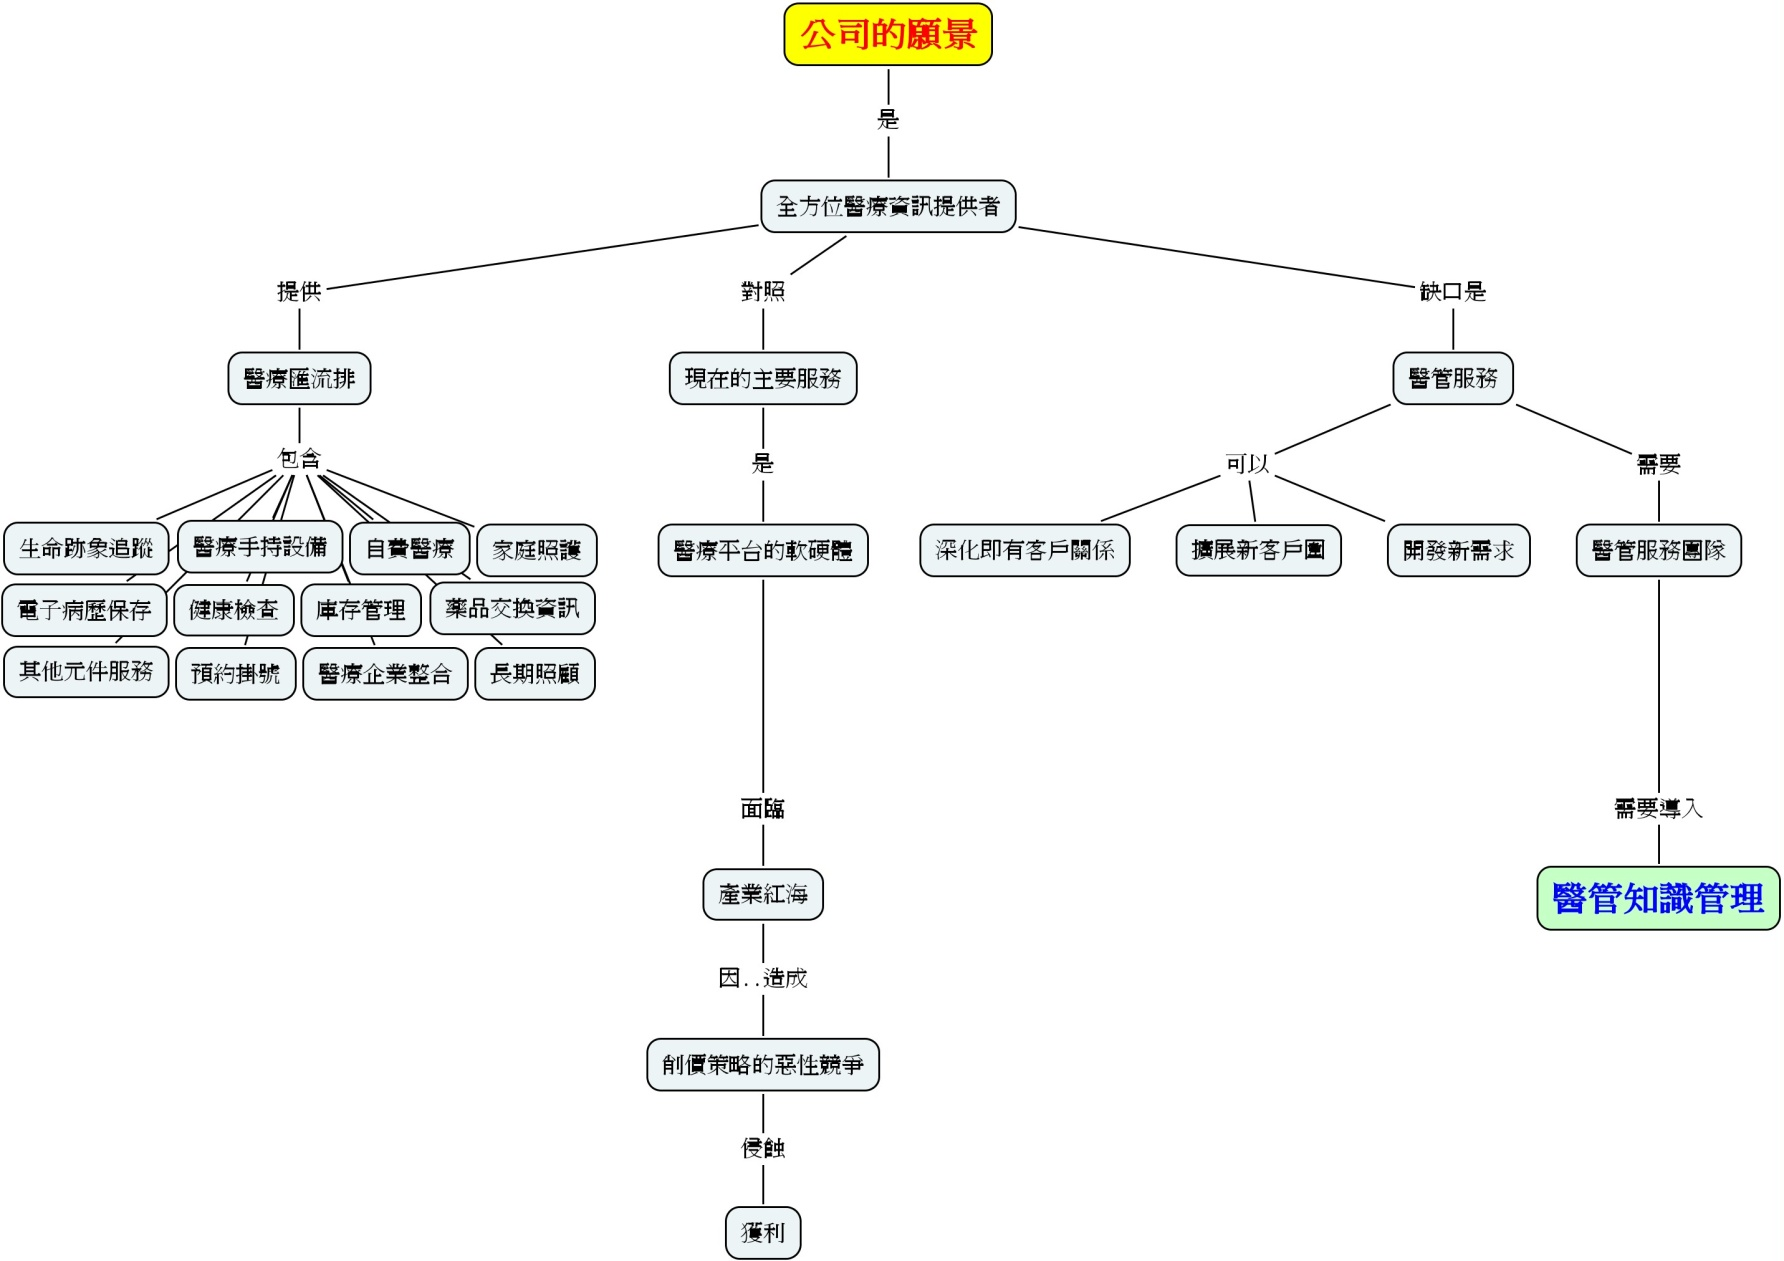 公司的願景
是
全方位醫療資訊提供者
提供
對照
缺口是
醫療匯流排
現在的主要服務
醫管服務
包含
是
可以
需要
生命跡象追蹤
醫療手持設備
自費醫療
家庭照護
醫療平台的軟硬體
深化即有客戶關係
擴展新客戶團
開發新需求
醫管服務團隊
電子病歷保存
健康檢查
庫存管理
藥品交換資訊
其他元件服務
預約掛號
醫療企業整合
長期照顧
面臨
需要導入
產業紅海
醫管知識管理
因..造成
削價策略的惡性競爭
侵蝕
獲利